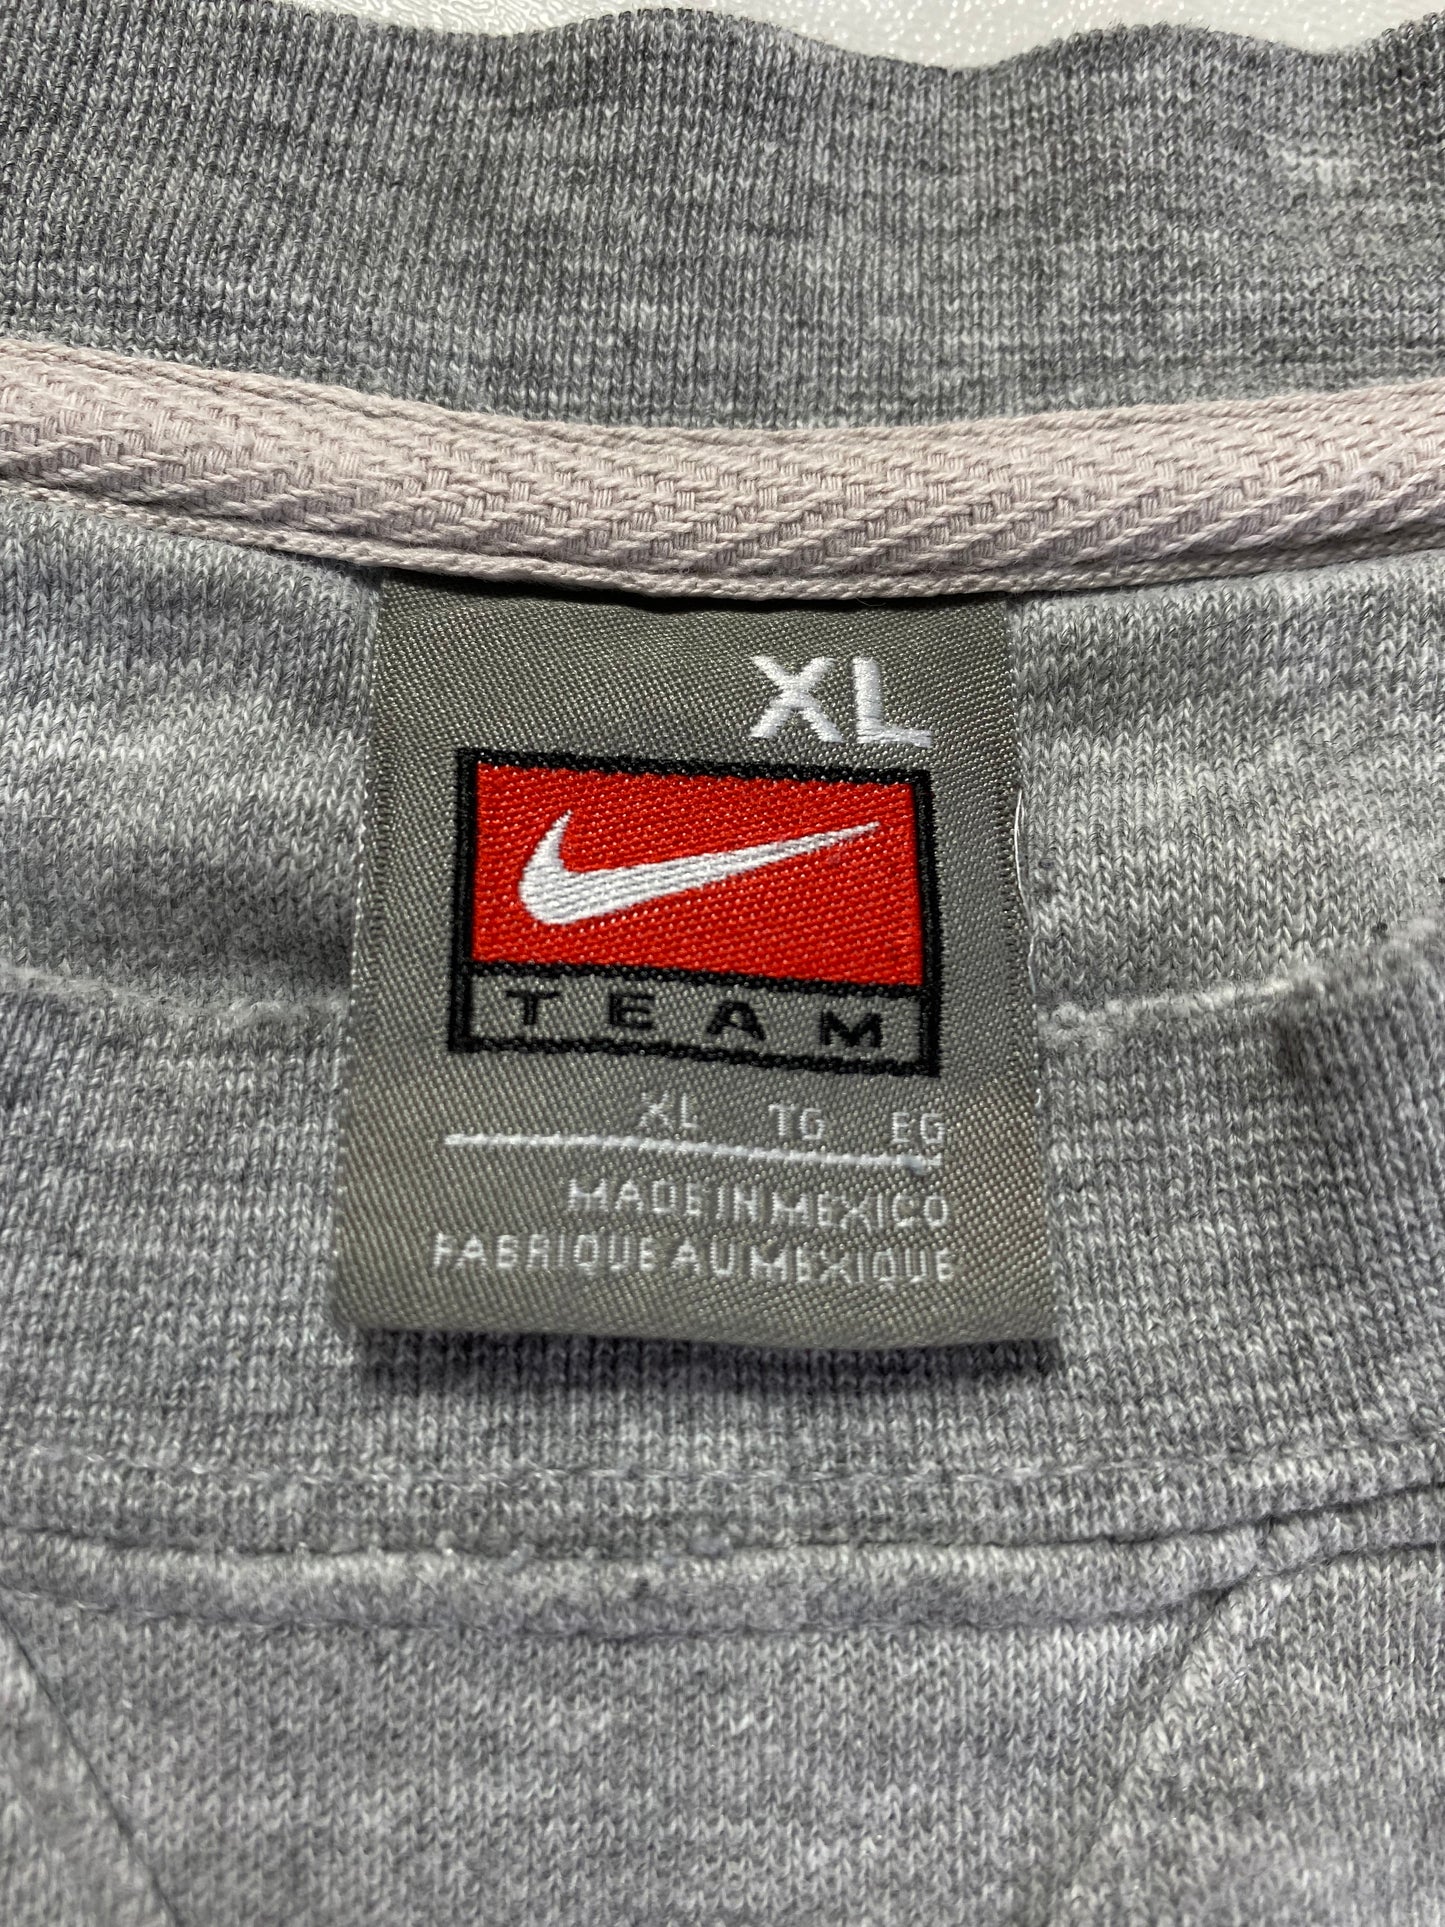 XL
TEAM
XL TG EG
MADE IN MEXICO
FABRIQUE AU MEXIQUE